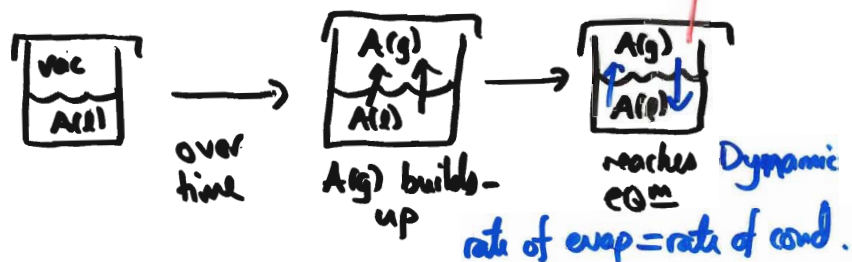 vac
A(l)
over
time
A(g)
A(l)
A(g) builds-
up
A(g)
A(l)
reaches Dynamic
eqm
rate of evap = rate of cond.